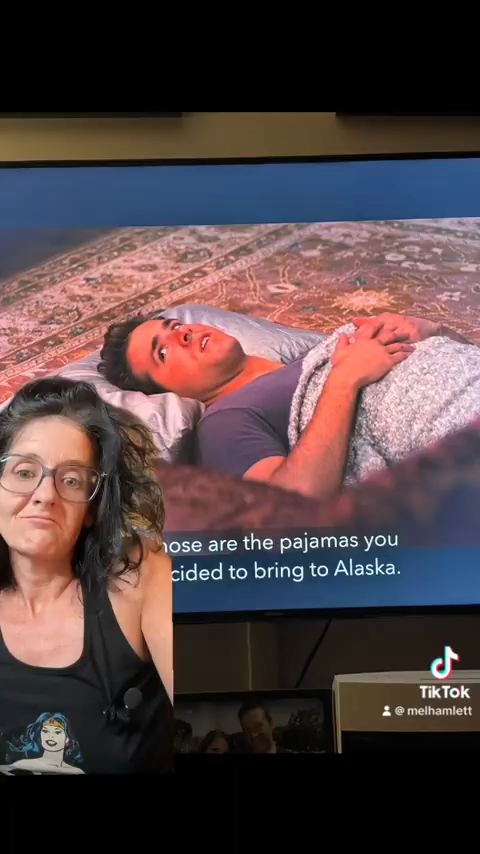 hose are the pajamas you
cided to bring to Alaska.
TikTok
@ melhamlett